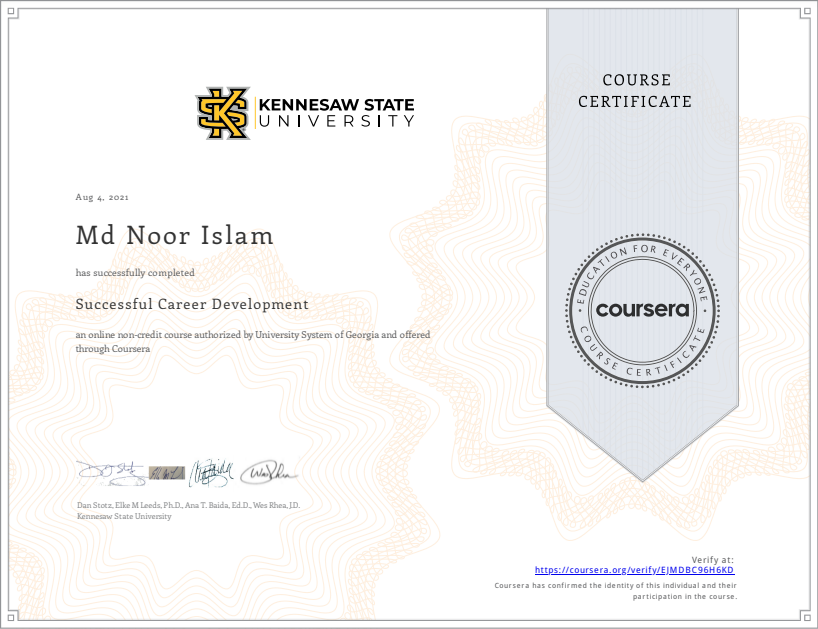 KENNESAW STATE
UNIVERSITY
COURSE
CERTIFICATE
Aug 4, 2021
Md Noor Islam
has successfully completed
Successful Career Development
an online non-credit course authorized by University System of Georgia and offered
through Coursera
EDUCATION FOR EVERYONE
coursera
COURSE CERTIFICATE
Dan Stotz, Elke M Leeds, Ph.D., Ana T. Baida, Ed.D., Wes Rhea, J.D.
Kennesaw State University
Verify at:
https://coursera.org/verify/EJMDBC96H6KD
Coursera has confirmed the identity of this individual and their
participation in the course.